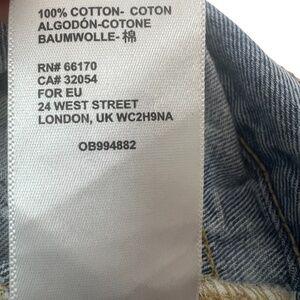 100% COTTON- COTON
ALGODÓN-COTONE
BAUMWOLLE-棉
RN# 66170
CA# 32054
FOR EU
24 WEST STREET
LONDON, UK WC2H9NA
OB994882